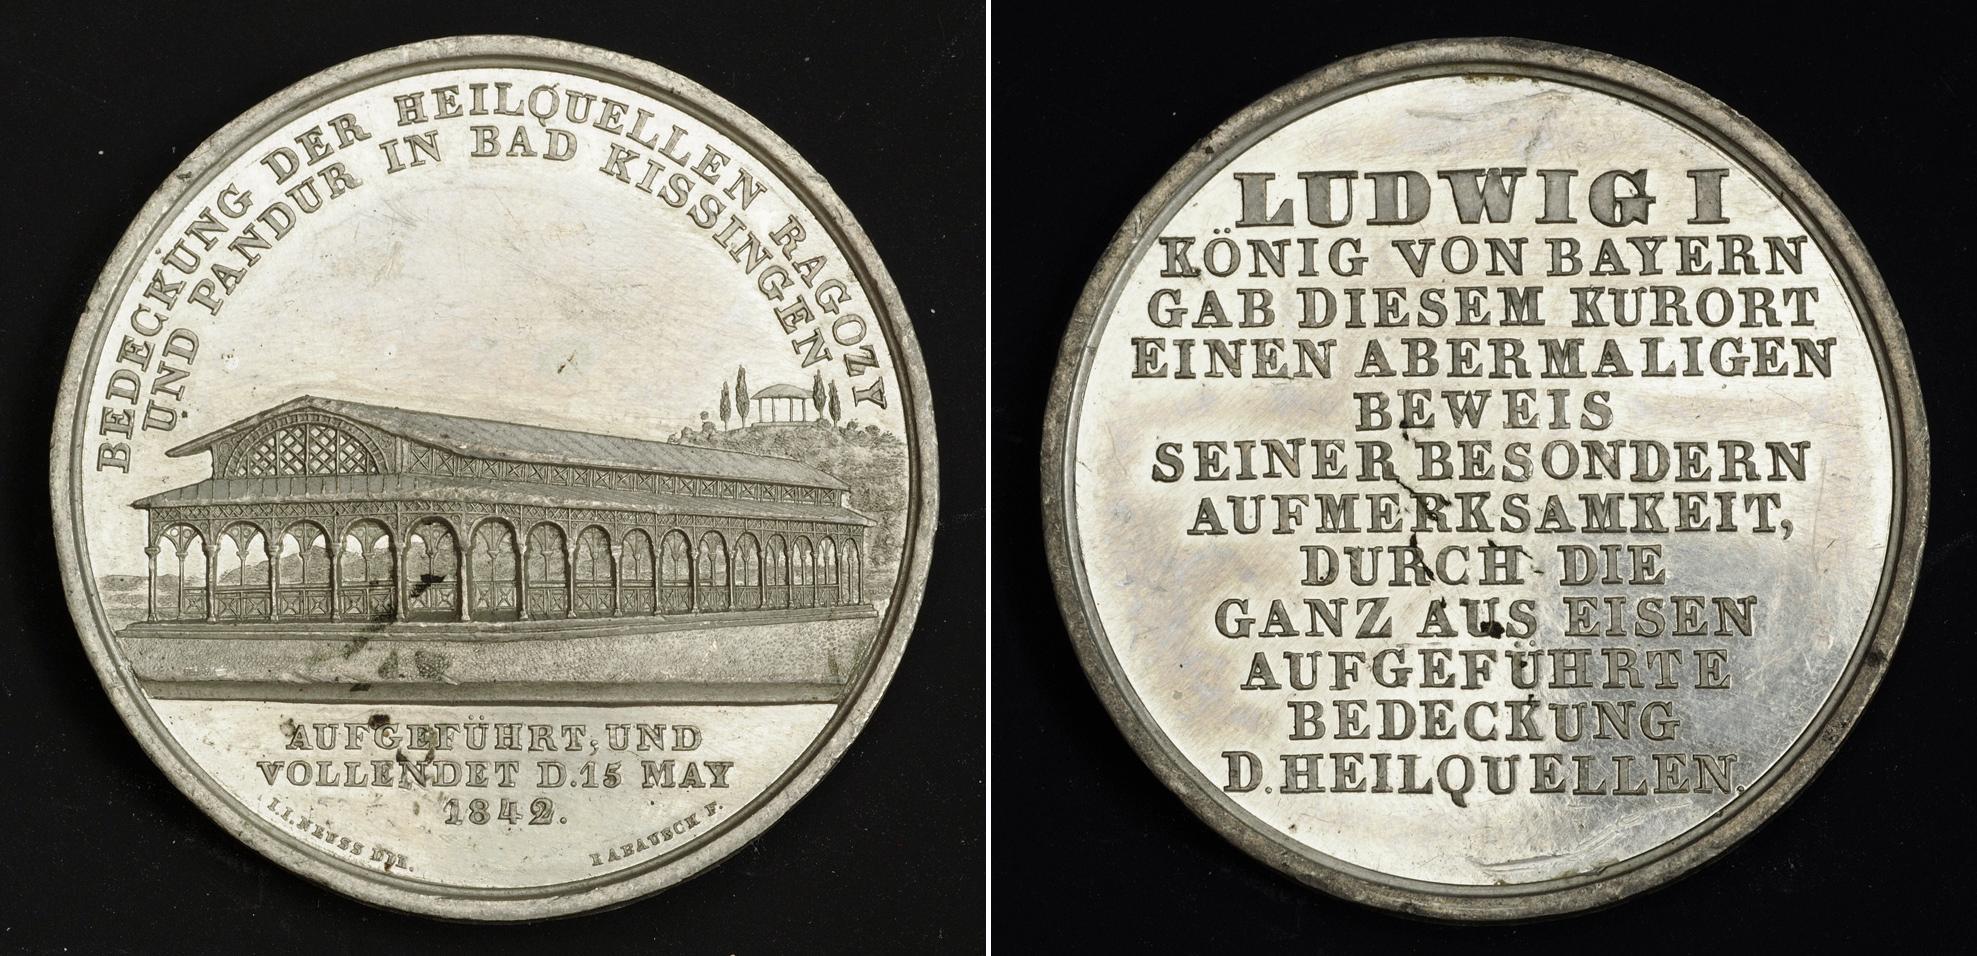 BEDECKUNG DER HEILQUELLEN RAGOZY
UND PANDUR IN BAD KISSINGEN
AUFGEFÜHRT, UND
VOLLENDET D. 15 MAY
1842.
I.I. NEUSS DIR.
F. F.
LUDWIG I
KÖNIG VON BAYERN
GAB DIESEM KURORT
EINEN ABERMALIGEN
BEWEIS
SEINER BESONDERN
AUFMERKSAMKEIT,
DURCH DIE
GANZ AUS EISEN
AUFGEFÜHRTE
BEDECKUNG
D. HEILQUELLEN.